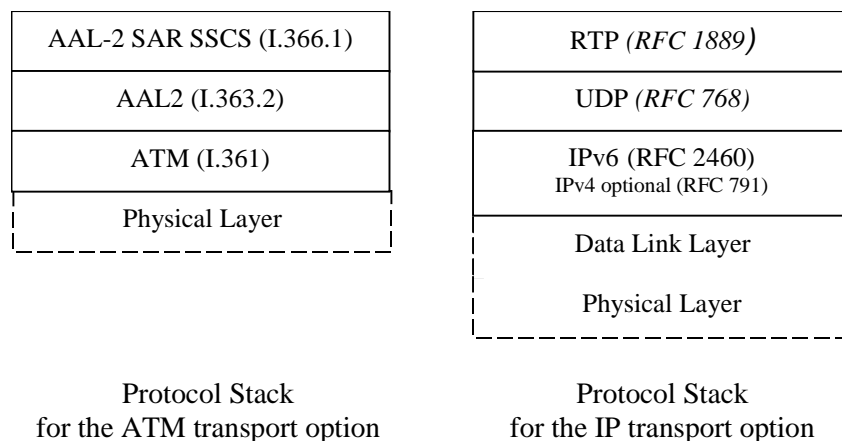 AAL-2 SAR SSCS (I.366.1)
AAL2 (I.363.2)
ATM (I.361)
Physical Layer
Protocol Stack
for the ATM transport option
RTP (RFC 1889)
UDP (RFC 768)
IPv6 (RFC 2460)
IPv4 optional (RFC 791)
Data Link Layer
Physical Layer
Protocol Stack
for the IP transport option